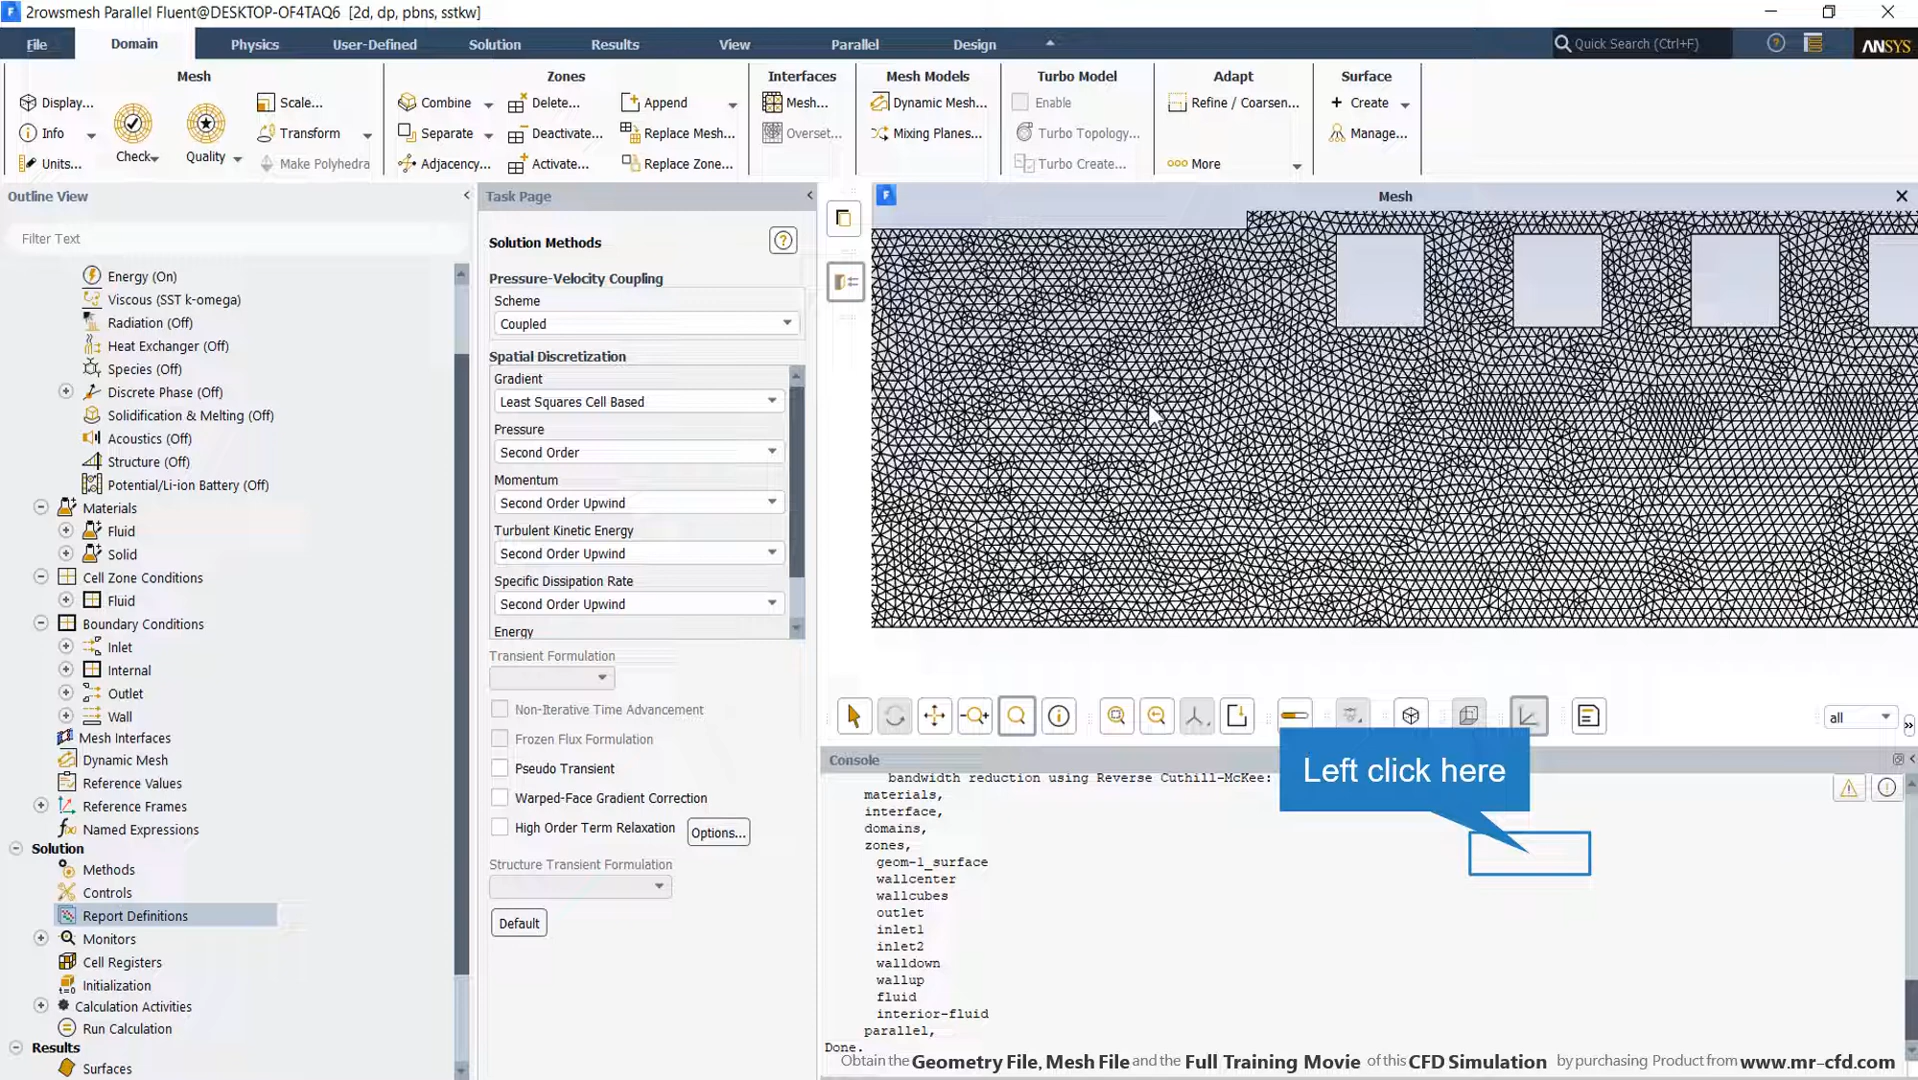 2rowsmesh Parallel Fluent@DESKTOP-OF4TAQ6 [2d, dp, pbns, sstkw]
File Domain Physics User-Defined Solution Results View Parallel Design Quick Search (Ctrl+F) ANSYS
Mesh Zones Interfaces Mesh Models Turbo Model Adapt Surface
Display... Scale... Combine Delete... Append Mesh... Dynamic Mesh... Enable Refine / Coarsen... Create
Info Check Quality Transform Separate Deactivate... Replace Mesh... Overset... Mixing Planes... Turbo Topology... Manage...
Units... Make Polyhedra Adjacency... Activate... Replace Zone... Turbo Create... More
Outline View
Filter Text
Energy (On)
Viscous (SST k-omega)
Radiation (Off)
Heat Exchanger (Off)
Species (Off)
Discrete Phase (Off)
Solidification & Melting (Off)
Acoustics (Off)
Structure (Off)
Potential/Li-ion Battery (Off)
Materials
Fluid
Solid
Cell Zone Conditions
Fluid
Boundary Conditions
Inlet
Internal
Outlet
Wall
Mesh Interfaces
Dynamic Mesh
Reference Values
Reference Frames
Named Expressions
Solution
Methods
Controls
Report Definitions
Monitors
Cell Registers
Initialization
Calculation Activities
Run Calculation
Results
Surfaces
Task Page
Solution Methods
Pressure-Velocity Coupling
Scheme
Coupled
Spatial Discretization
Gradient
Least Squares Cell Based
Pressure
Second Order
Momentum
Second Order Upwind
Turbulent Kinetic Energy
Second Order Upwind
Specific Dissipation Rate
Second Order Upwind
Energy
Transient Formulation
Non-Iterative Time Advancement
Frozen Flux Formulation
Pseudo Transient
Warped-Face Gradient Correction
High Order Term Relaxation Options...
Structure Transient Formulation
Default
Mesh
all
Console
bandwidth reduction using Reverse Cuthill-McKee:
materials,
interface,
domains,
zones,
geom-1_surface
wallcenter
wallcubes
outlet
inlet1
inlet2
walldown
wallup
fluid
interior-fluid
parallel,
Done.
Left click here
Obtain the Geometry File, Mesh File and the Full Training Movie of this CFD Simulation by purchasing Product from www.mr-cfd.com